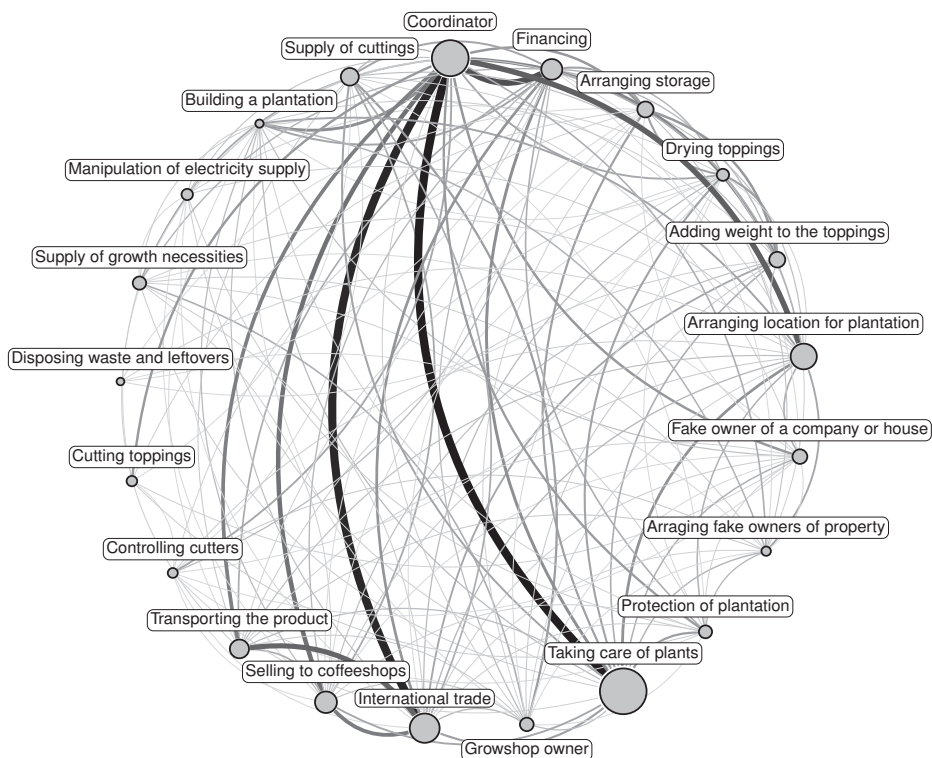 Coordinator
Financing
Supply of cuttings
Arranging storage
Building a plantation
Drying toppings
Manipulation of electricity supply
Adding weight to the toppings
Supply of growth necessities
Arranging location for plantation
Disposing waste and leftovers
Fake owner of a company or house
Cutting toppings
Arraging fake owners of property
Controlling cutters
Protection of plantation
Transporting the product
Taking care of plants
Selling to coffeeshops
International trade
Growshop owner